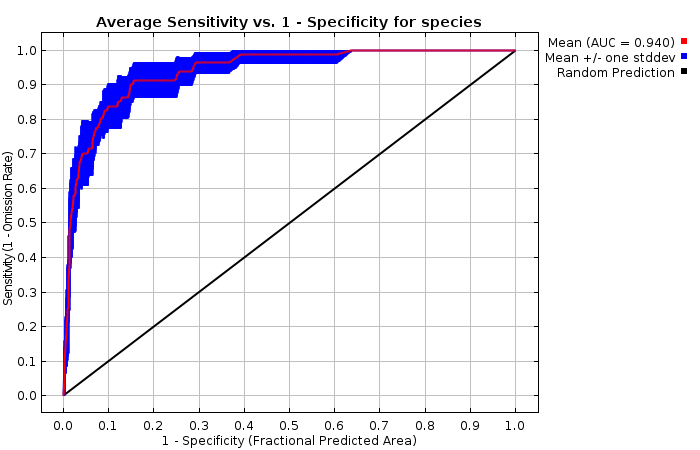 Average Sensitivity vs. 1 - Specificity for species
Mean (AUC = 0.940)
Mean +/- one stddev
Random Prediction
Sensitivity (1 - Omission Rate)
1.0
0.9
0.8
0.7
0.6
0.5
0.4
0.3
0.2
0.1
0.0
0.0 0.1 0.2 0.3 0.4 0.5 0.6 0.7 0.8 0.9 1.0
1 - Specificity (Fractional Predicted Area)